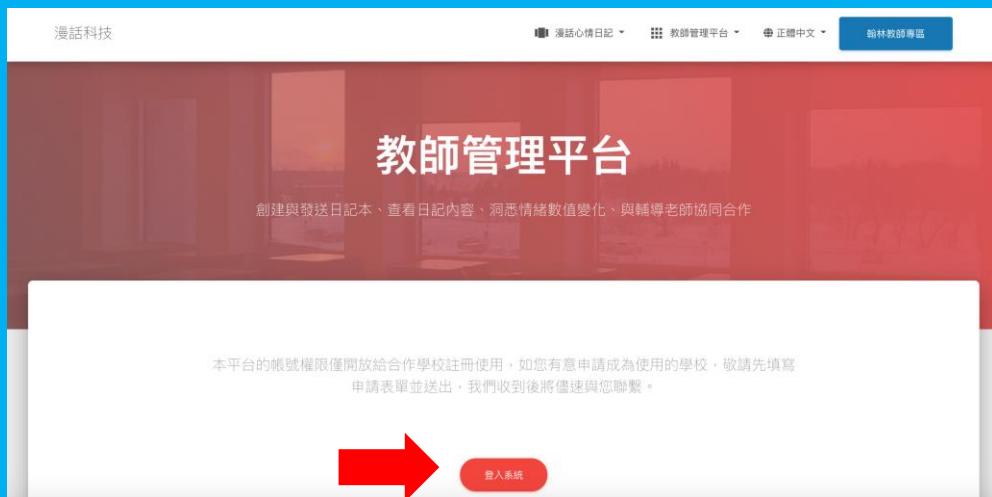 漫話科技
漫話心情日記
教師管理平台
正體中文
翰林教師專區
教師管理平台
創建與發送日記本、查看日記內容、洞悉情緒數值變化、與輔導老師協同合作
本平台的帳號權限僅開放給合作學校註冊使用，如您有意申請成為使用的學校，敬請先填寫
申請表單並送出，我們收到後將儘速與您聯繫。
登入系統